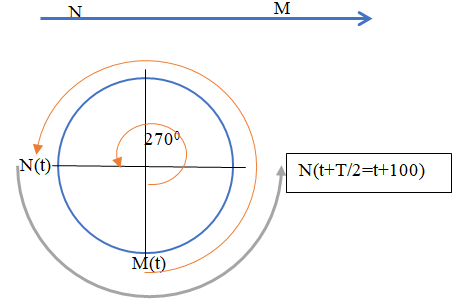 N M
270⁰
N(t)
N(t+T/2=t+100)
M(t)